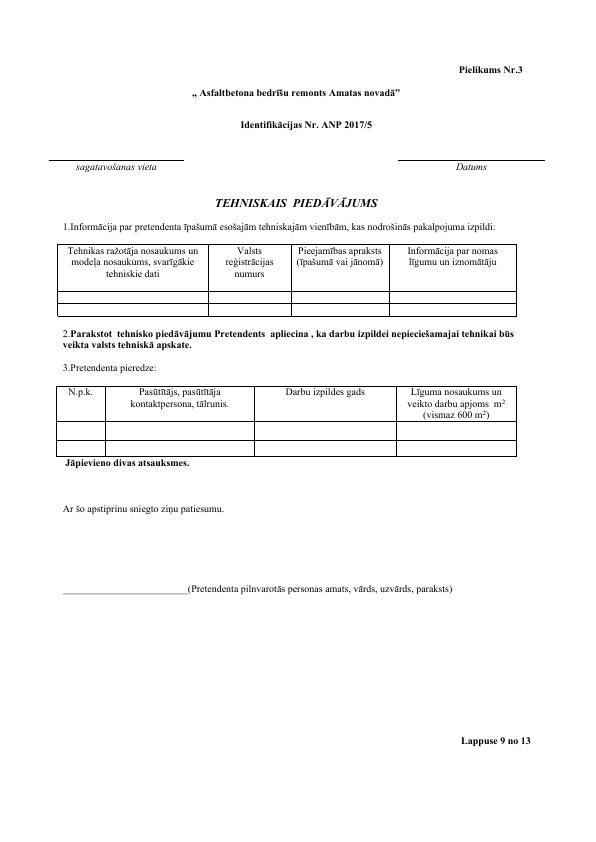 Pielikums Nr.3
„ Asfaltbetona bedrīšu remonts Amatas novadā”
Identifikācijas Nr. ANP 2017/5
sagatavošanas vieta
Datums
TEHNISKAIS PIEDĀVĀJUMS
1.Informācija par pretendenta īpašumā esošajām tehniskajām vienībām, kas nodrošinās pakalpojuma izpildi:
Tehnikas ražotāja nosaukums un
modeļa nosaukums, svarīgākie
tehniskie dati
Valsts
reģistrācijas
numurs
Pieejamības apraksts
(īpašumā vai jānomā)
Informācija par nomas
līgumu un iznomātāju
2.Parakstot tehnisko piedāvājumu Pretendents apliecina , ka darbu izpildei nepieciešamajai tehnikai būs
veikta valsts tehniskā apskate.
3.Pretendenta pieredze:
N.p.k.
Pasūtītājs, pasūtītāja
kontaktpersona, tālrunis.
Darbu izpildes gads
Līguma nosaukums un
veikto darbu apjoms m²
(vismaz 600 m²)
Jāpievieno divas atsauksmes.
Ar šo apstiprinu sniegto ziņu patiesumu.
_________________________(Pretendenta pilnvarotās personas amats, vārds, uzvārds, paraksts)
Lappuse 9 no 13